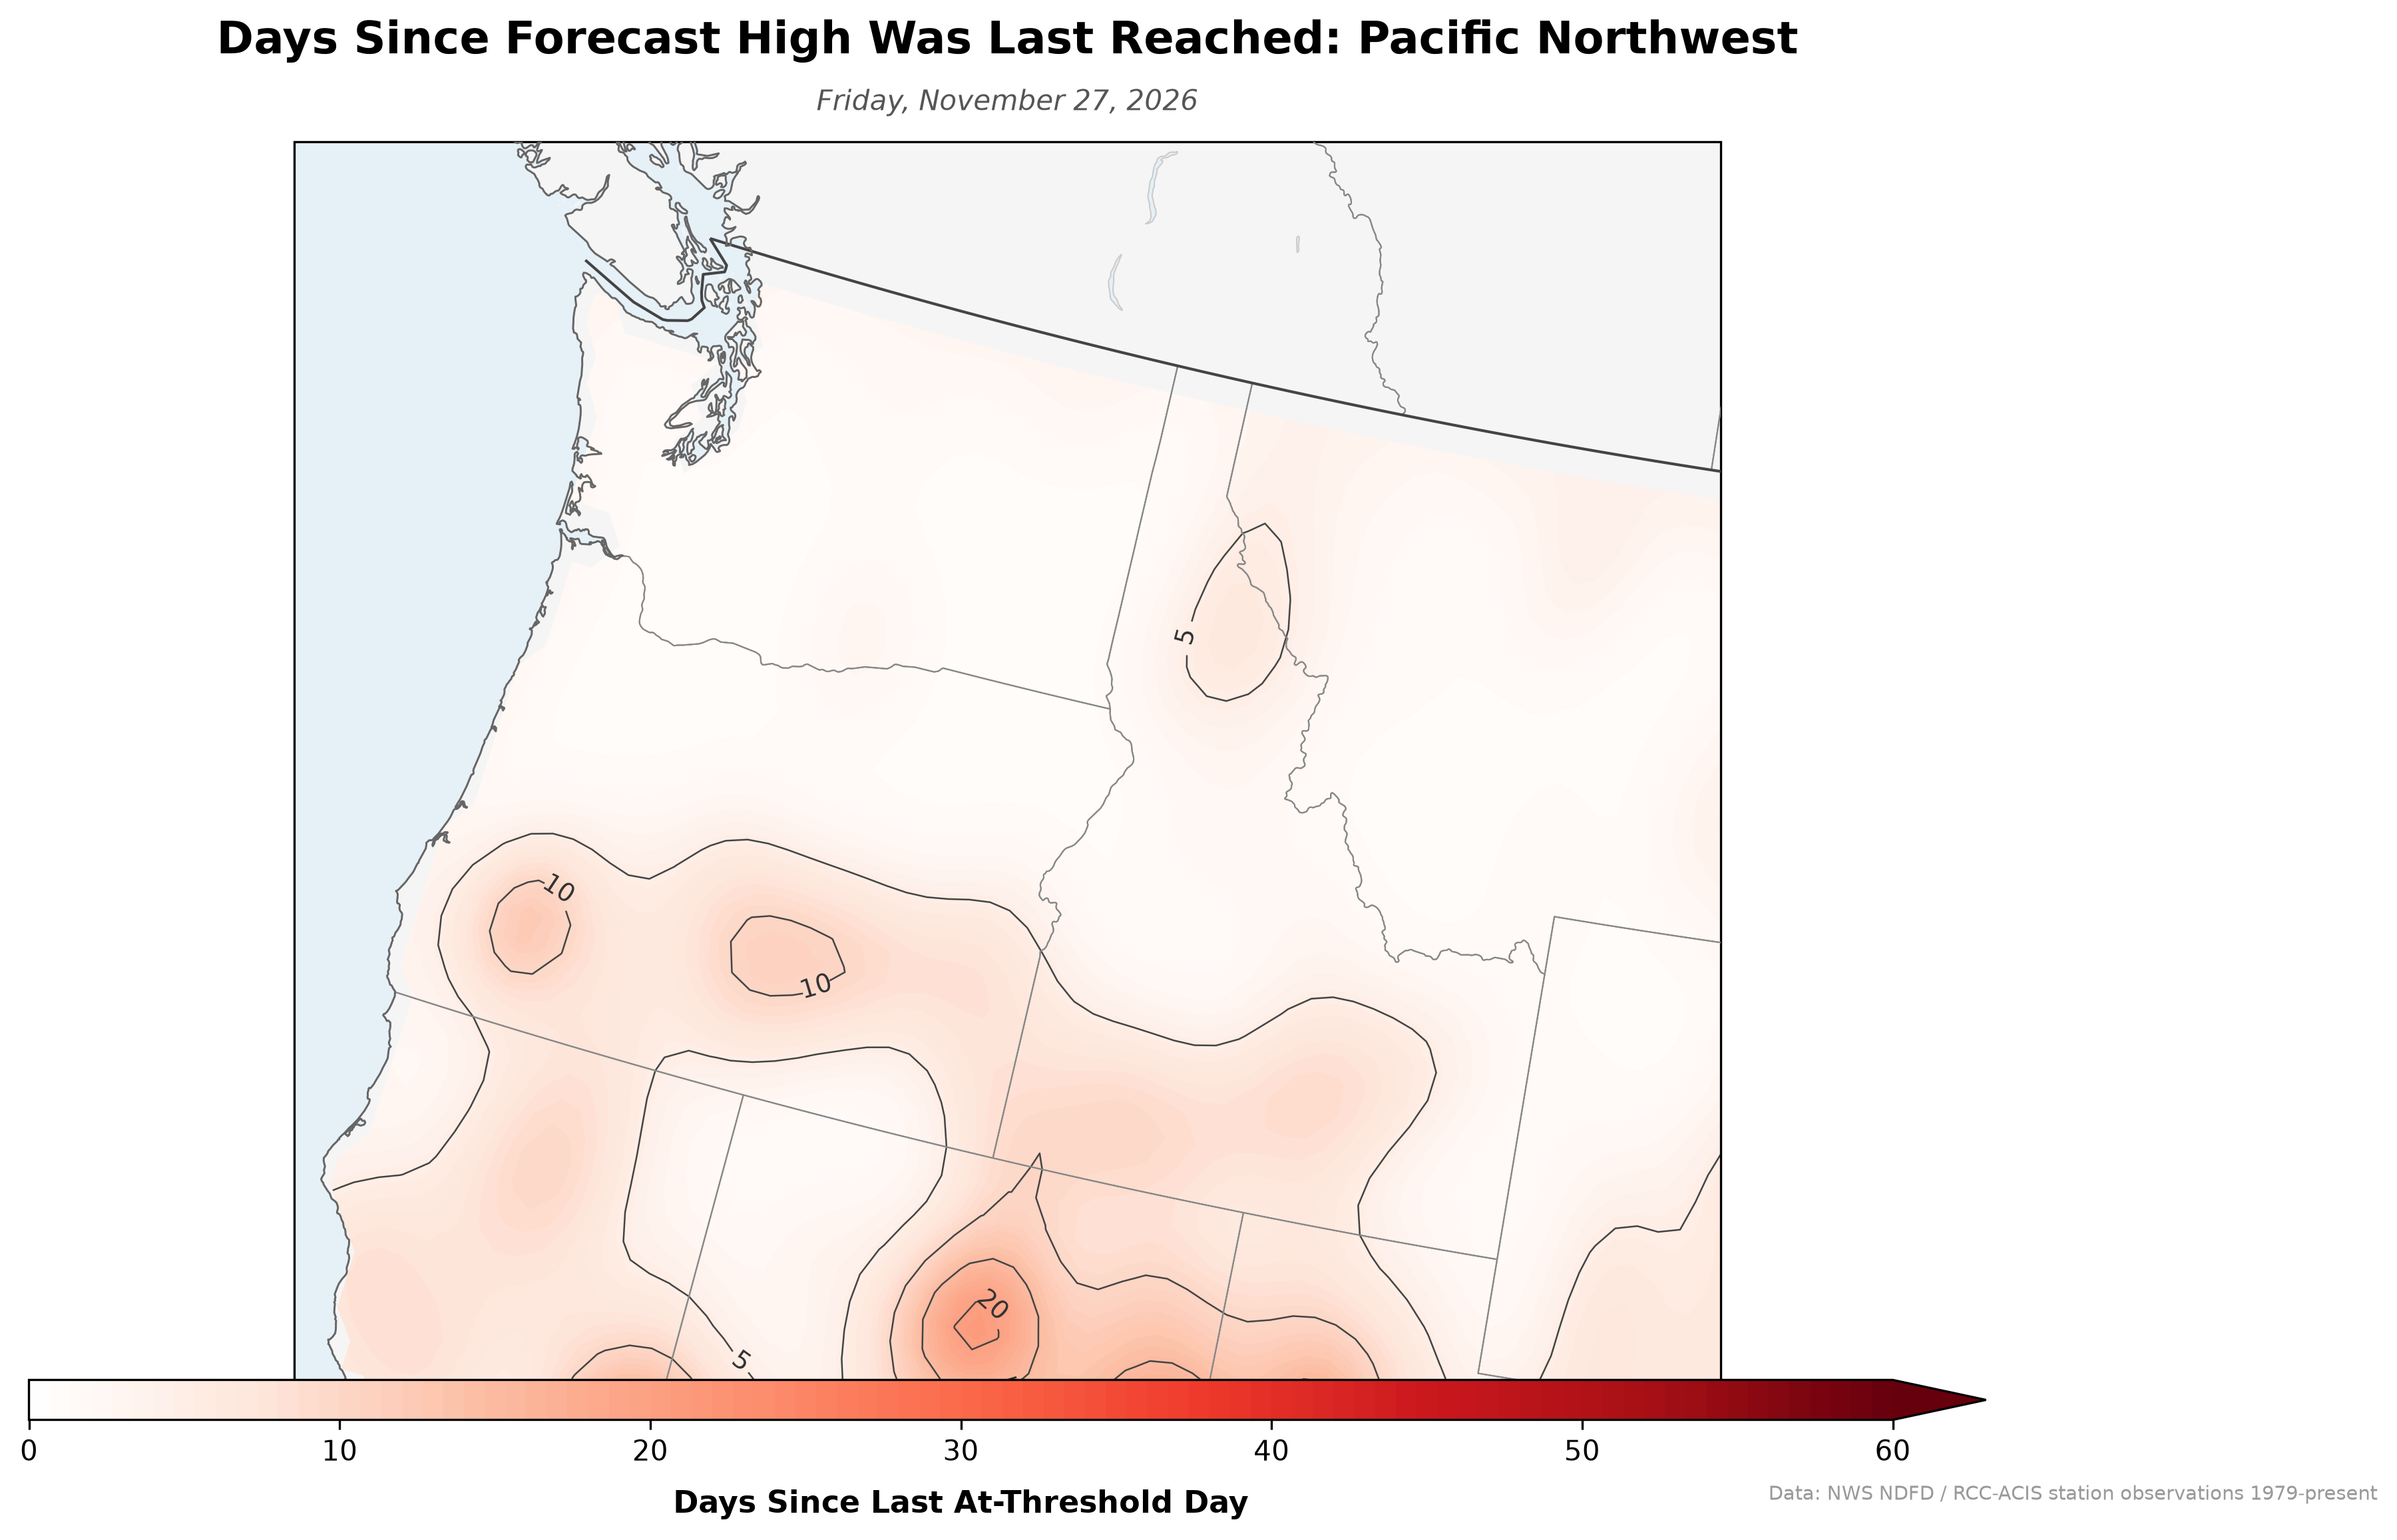 Days Since Forecast High Was Last Reached: Pacific Northwest
Friday, November 27, 2026
5
10
10
20
5
0 10 20 30 40 50 60
Days Since Last At-Threshold Day
Data: NWS NDFD / RCC-ACIS station observations 1979-present